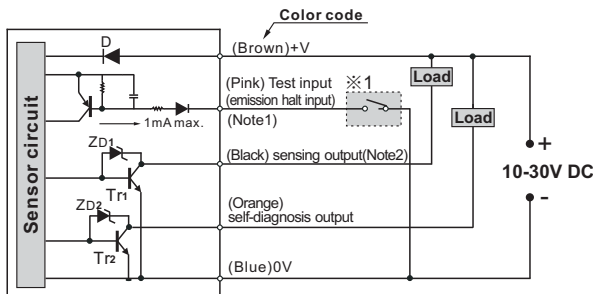 Color code
D
(Brown)+V
(Pink) Test input
※1
(emission halt input)
1mA max.
(Note1)
Load
Load
Sensor circuit
ZD1
(Black) sensing output(Note2)
Tr1
+
10-30V DC
-
(Orange)
ZD2
self-diagnosis output
Tr2
(Blue)0V